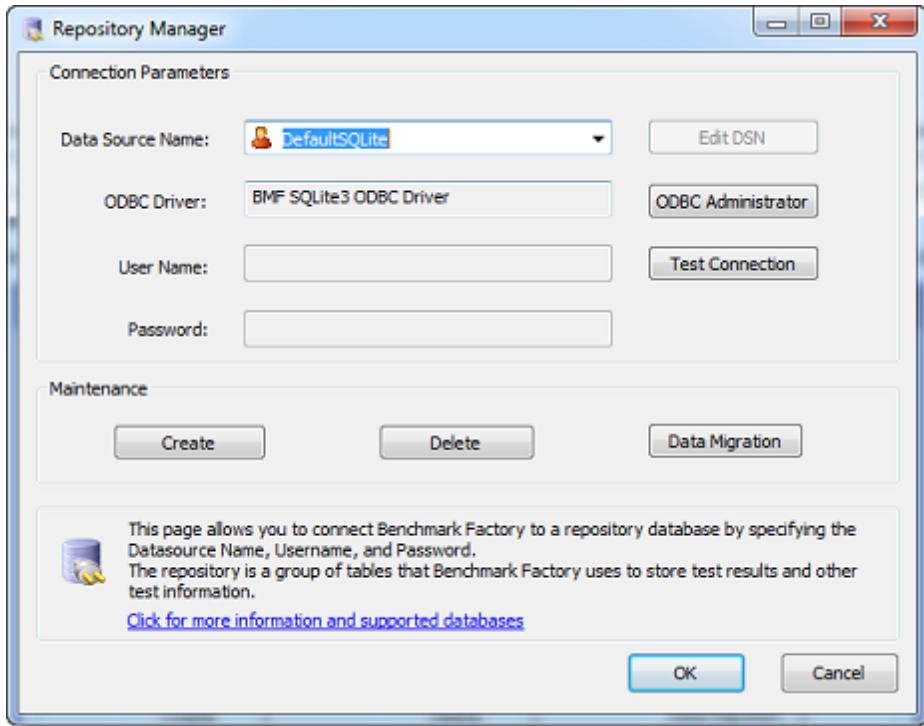 Repository Manager
Connection Parameters
Data Source Name: DefaultSQLite Edit DSN
ODBC Driver: BMF SQLite3 ODBC Driver ODBC Administrator
User Name: Test Connection
Password:
Maintenance
Create Delete Data Migration
This page allows you to connect Benchmark Factory to a repository database by specifying the
Datasource Name, Username, and Password.
The repository is a group of tables that Benchmark Factory uses to store test results and other
test information.
Click for more information and supported databases
OK Cancel